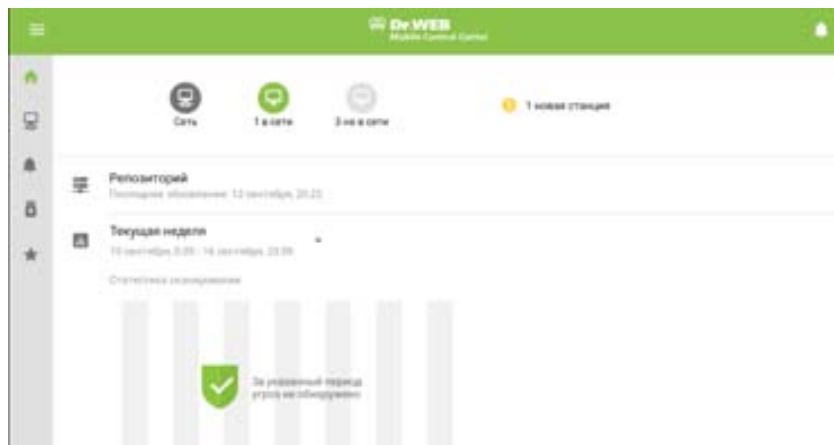 Dr.WEB
Mobile Control Center
Сеть
1 в сети
3 не в сети
1 новая станция
Репозиторий
Последнее обновление: 12 сентября, 20:22
Текущая неделя
10 сентября, 0:00 - 16 сентября, 23:59
Статистика сканирования
За указанный период
угроз не обнаружено